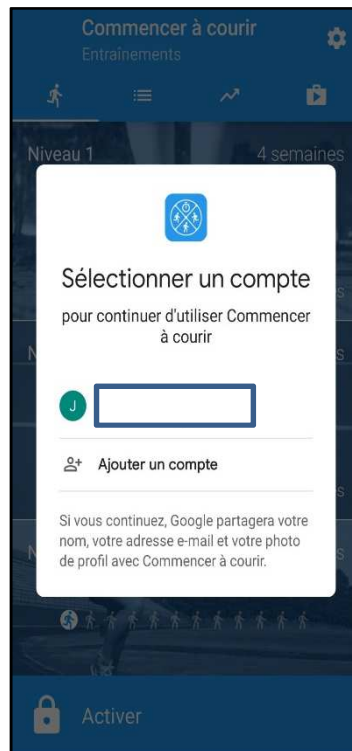 Commencer à courir
Entraînements
Niveau 1 4 semaines
Sélectionner un compte
pour continuer d'utiliser Commencer
à courir
J
Ajouter un compte
Si vous continuez, Google partagera votre
nom, votre adresse e-mail et votre photo
de profil avec Commencer à courir.
Activer